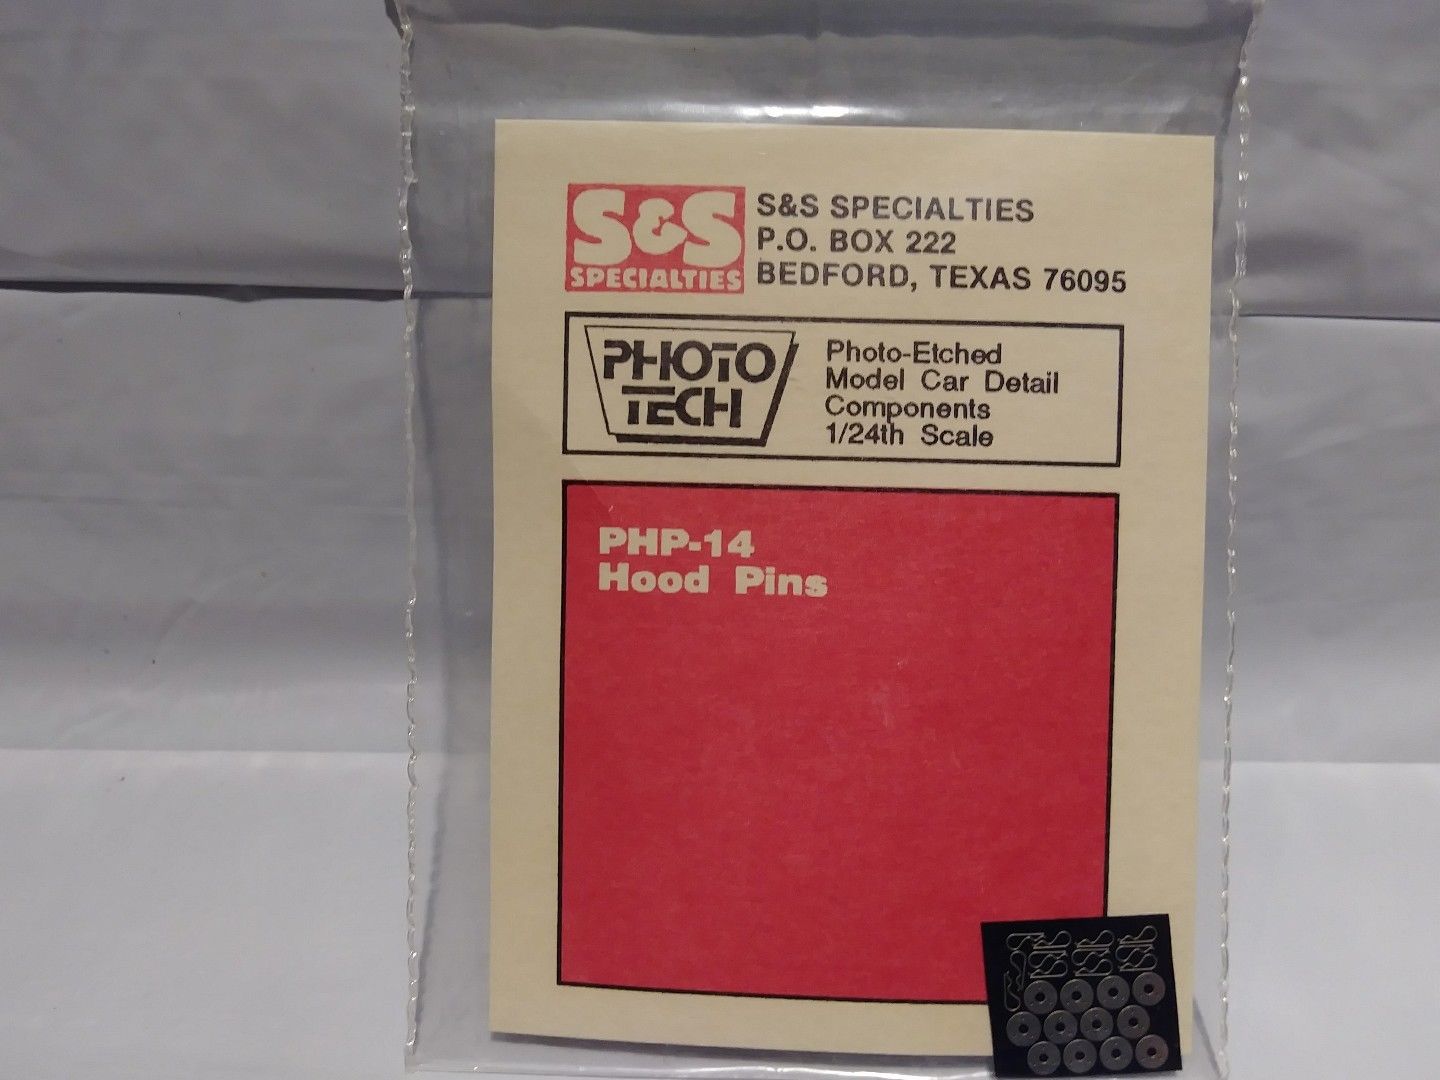 S&S
SPECIALTIES
S&S SPECIALTIES
P.O. BOX 222
BEDFORD, TEXAS 76095
PHOTO
TECH
Photo-Etched
Model Car Detail
Components
1/24th Scale
PHP-14
Hood Pins